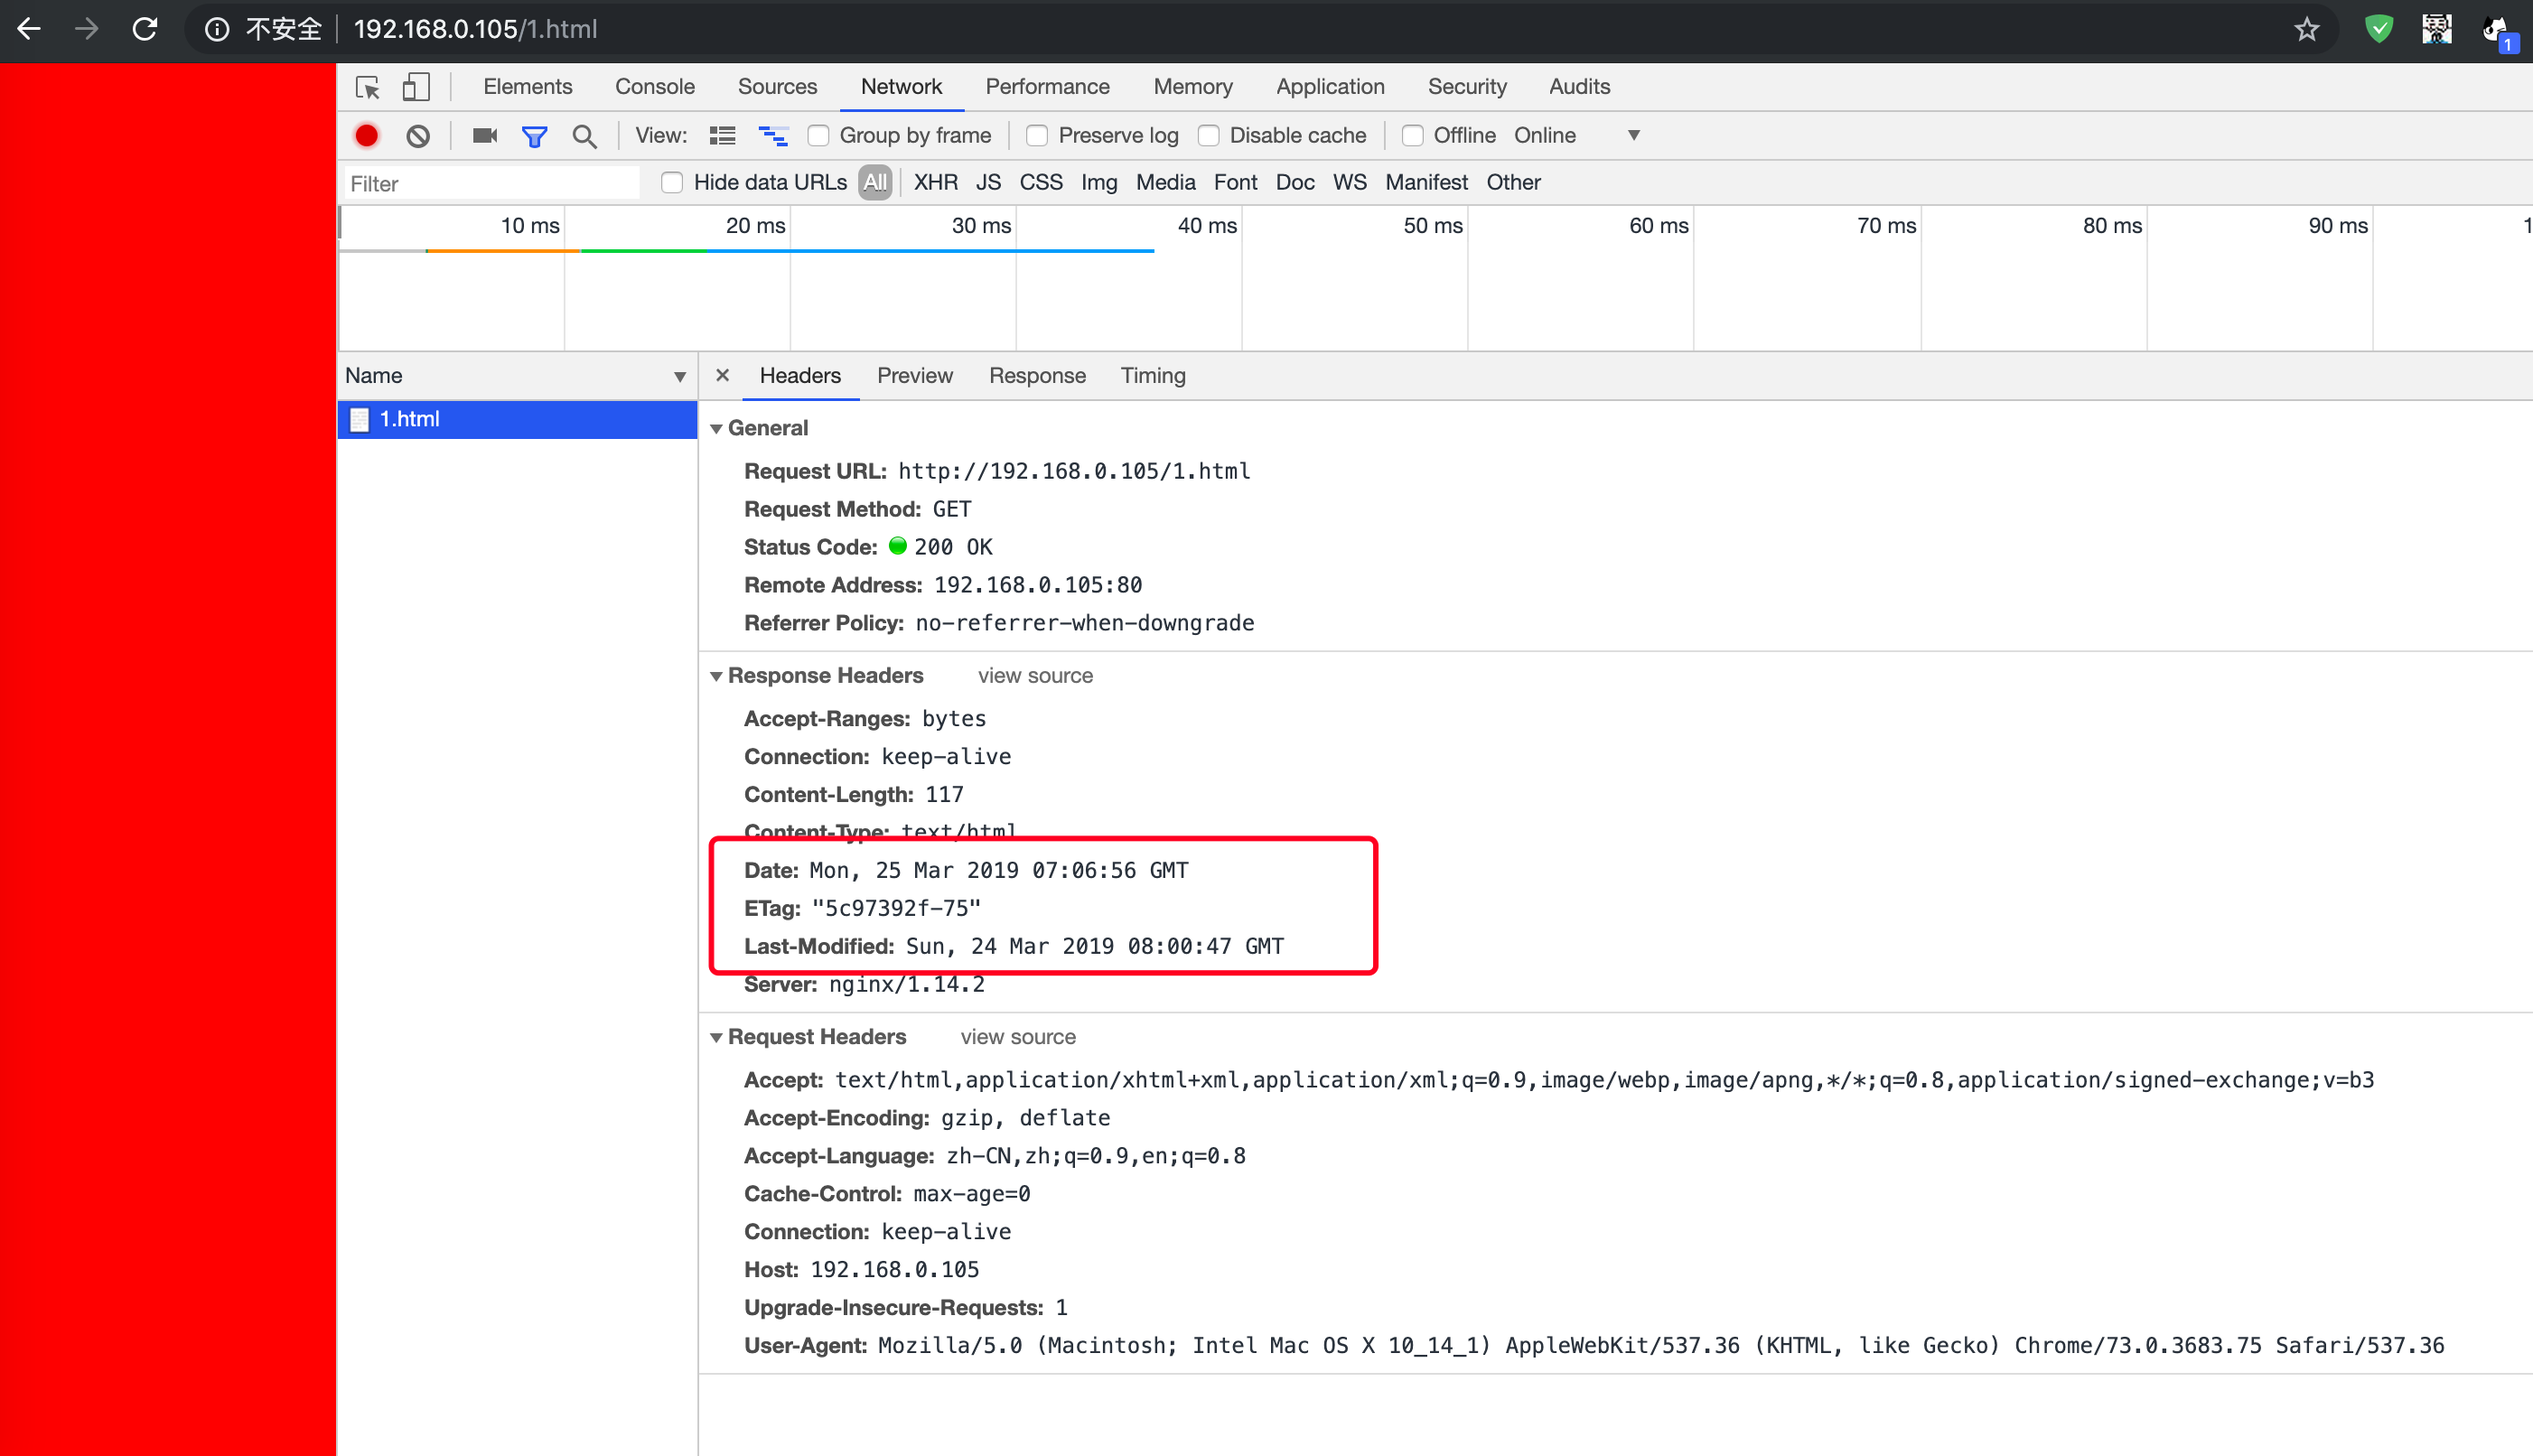 不安全 192.168.0.105/1.html
1
Elements Console Sources Network Performance Memory Application Security Audits
View: Group by frame Preserve log Disable cache Offline Online
Filter Hide data URLs All XHR JS CSS Img Media Font Doc WS Manifest Other
10 ms 20 ms 30 ms 40 ms 50 ms 60 ms 70 ms 80 ms 90 ms 1
Name × Headers Preview Response Timing
1.html
General
Request URL: http://192.168.0.105/1.html
Request Method: GET
Status Code: 200 OK
Remote Address: 192.168.0.105:80
Referrer Policy: no-referrer-when-downgrade
Response Headers view source
Accept-Ranges: bytes
Connection: keep-alive
Content-Length: 117
Content-Type: text/html
Date: Mon, 25 Mar 2019 07:06:56 GMT
ETag: "5c97392f-75"
Last-Modified: Sun, 24 Mar 2019 08:00:47 GMT
Server: nginx/1.14.2
Request Headers view source
Accept: text/html,application/xhtml+xml,application/xml;q=0.9,image/webp,image/apng,*/*;q=0.8,application/signed-exchange;v=b3
Accept-Encoding: gzip, deflate
Accept-Language: zh-CN,zh;q=0.9,en;q=0.8
Cache-Control: max-age=0
Connection: keep-alive
Host: 192.168.0.105
Upgrade-Insecure-Requests: 1
User-Agent: Mozilla/5.0 (Macintosh; Intel Mac OS X 10_14_1) AppleWebKit/537.36 (KHTML, like Gecko) Chrome/73.0.3683.75 Safari/537.36